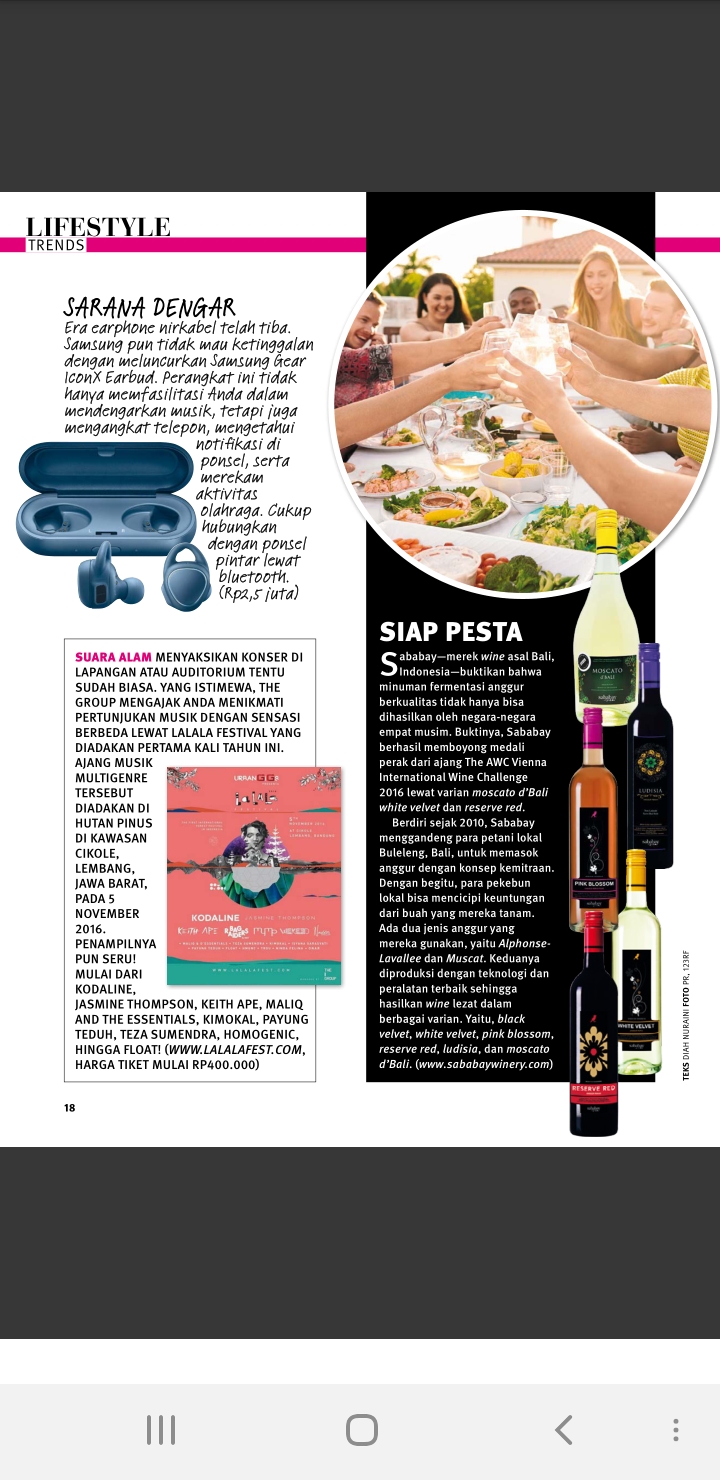 LIFESTYLE
TRENDS
SARANA DENGAR
Era earphone nirkabel telah tiba.
Samsung pun tidak mau ketinggalan
dengan meluncurkan Samsung Gear
IconX Earbud. Perangkat ini tidak
hanya memfasilitasi Anda dalam
mendengarkan musik, tetapi juga
mengangkat telepon, mengetahui
notifikasi di
ponsel, serta
merekam
aktivitas
olahraga. Cukup
hubungkan
dengan ponsel
pintar lewat
bluetooth.
(Rp2,5 juta)
SUARA ALAM MENYAKSIKAN KONSER DI
LAPANGAN ATAU AUDITORIUM TENTU
SUDAH BIASA. YANG ISTIMEWA, THE
GROUP MENGAJAK ANDA MENIKMATI
PERTUNJUKAN MUSIK DENGAN SENSASI
BERBEDA LEWAT LALALA FESTIVAL YANG
DIADAKAN PERTAMA KALI TAHUN INI.
AJANG MUSIK
MULTIGENRE
TERSEBUT
DIADAKAN DI
HUTAN PINUS
DI KAWASAN
CIKOLE,
LEMBANG,
JAWA BARAT,
PADA 5
NOVEMBER
2016.
PENAMPILNYA
PUN SERU!
MULAI DARI
KODALINE,
JASMINE THOMPSON, KEITH APE, MALIQ
AND THE ESSENTIALS, KIMOKAL, PAYUNG
TEDUH, TEZA SUMENDRA, HOMOGENIC,
HINGGA FLOAT! (WWW.LALALAFEST.COM,
HARGA TIKET MULAI RP400.000)
URBAN GG
KODALINE JASMINE THOMPSON
KEITH APE
WWW.LALALAFEST.COM
SIAP PESTA
Sababay—merek wine asal Bali,
Indonesia—buktikan bahwa
minuman fermentasi anggur
berkualitas tidak hanya bisa
dihasilkan oleh negara-negara
empat musim. Buktinya, Sababay
berhasil memboyong medali
perak dari ajang The AWC Vienna
International Wine Challenge
2016 lewat varian moscato d'Bali
white velvet dan reserve red.
Berdiri sejak 2010, Sababay
menggandeng para petani lokal
Buleleng, Bali, untuk memasok
anggur dengan konsep kemitraan.
Dengan begitu, para pekebun
lokal bisa mencicipi keuntungan
dari buah yang mereka tanam.
Ada dua jenis anggur yang
mereka gunakan, yaitu Alphonse-
Lavallee dan Muscat. Keduanya
diproduksi dengan teknologi dan
peralatan terbaik sehingga
hasilkan wine lezat dalam
berbagai varian. Yaitu, black
velvet, white velvet, pink blossom,
reserve red, ludisia, dan moscato
d'Bali. (www.sababaywinery.com)
MOSCATO
d'BALI
LUDISIA
PINK BLOSSOM
WHITE VELVET
RESERVE RED
TEKS DIAH NURAINI FOTO PR, 123RF
18